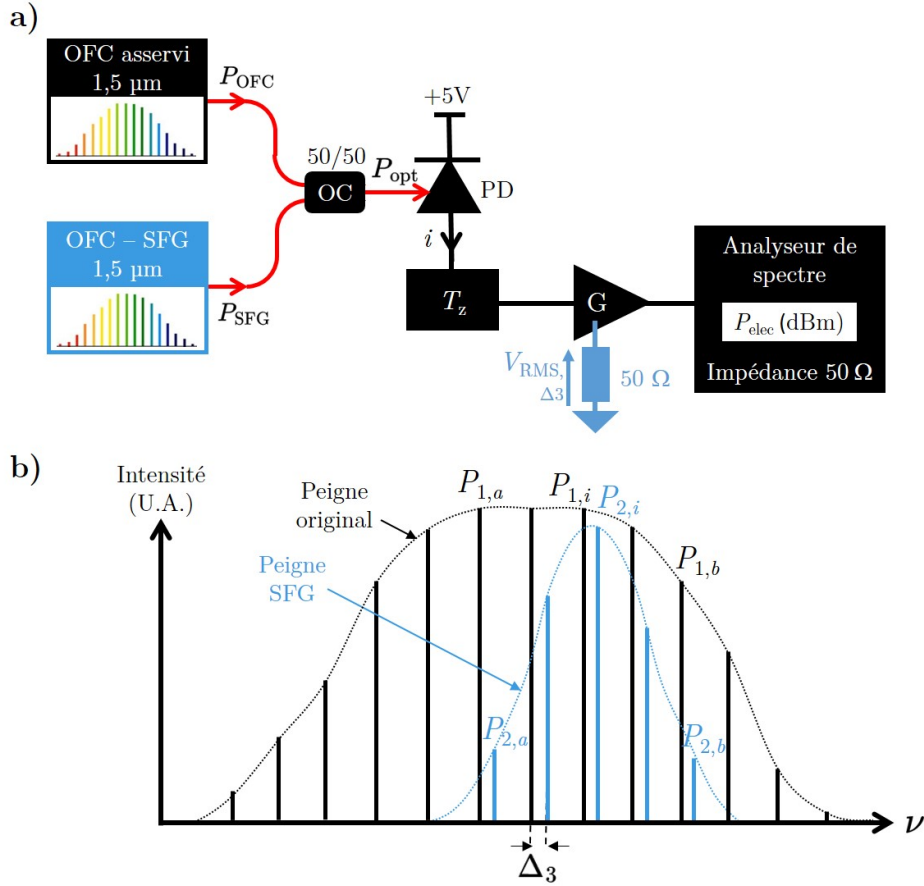 a)
OFC asservi
1,5 µm
P_OFC
+5V
50/50
OC
P_opt
PD
i
OFC – SFG
1,5 µm
P_SFG
T_z
G
Analyseur de
spectre
P_elec (dBm)
Impédance 50 Ω
V_RMS,
Δ3
50 Ω
b)
Intensité
(U.A.)
Peigne
original
P_1,a
P_1,i
P_2,i
P_1,b
Peigne
SFG
P_2,a
P_2,b
ν
Δ_3